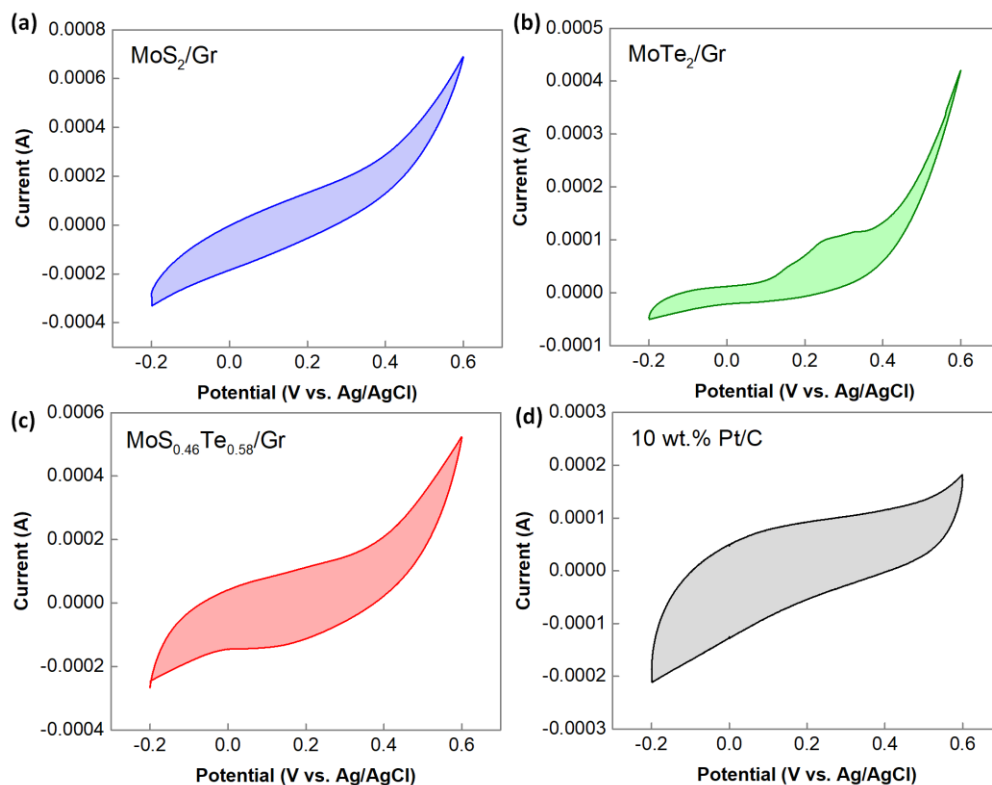 (a)
MoS₂/Gr
0.0008
0.0006
0.0004
0.0002
0.0000
-0.0002
-0.0004
Current (A)
-0.2 0.0 0.2 0.4 0.6
Potential (V vs. Ag/AgCl)
(b)
MoTe₂/Gr
0.0005
0.0004
0.0003
0.0002
0.0001
0.0000
-0.0001
Current (A)
-0.2 0.0 0.2 0.4 0.6
Potential (V vs. Ag/AgCl)
(c)
MoS₀.₄₆Te₀.₅₈/Gr
0.0006
0.0004
0.0002
0.0000
-0.0002
-0.0004
Current (A)
-0.2 0.0 0.2 0.4 0.6
Potential (V vs. Ag/AgCl)
(d)
10 wt.% Pt/C
0.0003
0.0002
0.0001
0.0000
-0.0001
-0.0002
-0.0003
Current (A)
-0.2 0.0 0.2 0.4 0.6
Potential (V vs. Ag/AgCl)